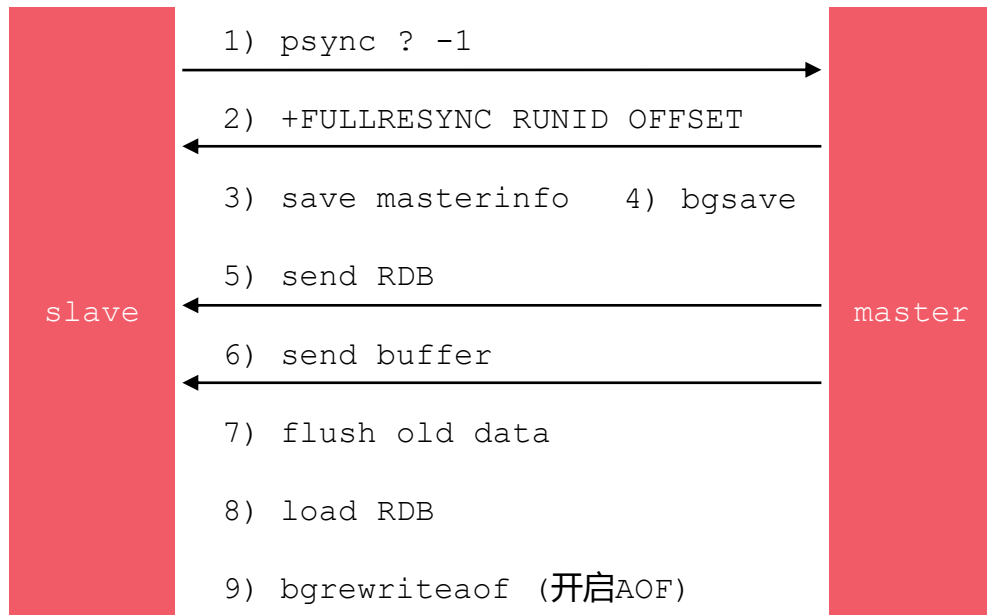 1) psync ? -1
2) +FULLRESYNC RUNID OFFSET
3) save masterinfo 4) bgsave
5) send RDB
slave
master
6) send buffer
7) flush old data
8) load RDB
9) bgrewriteaof (开启AOF)